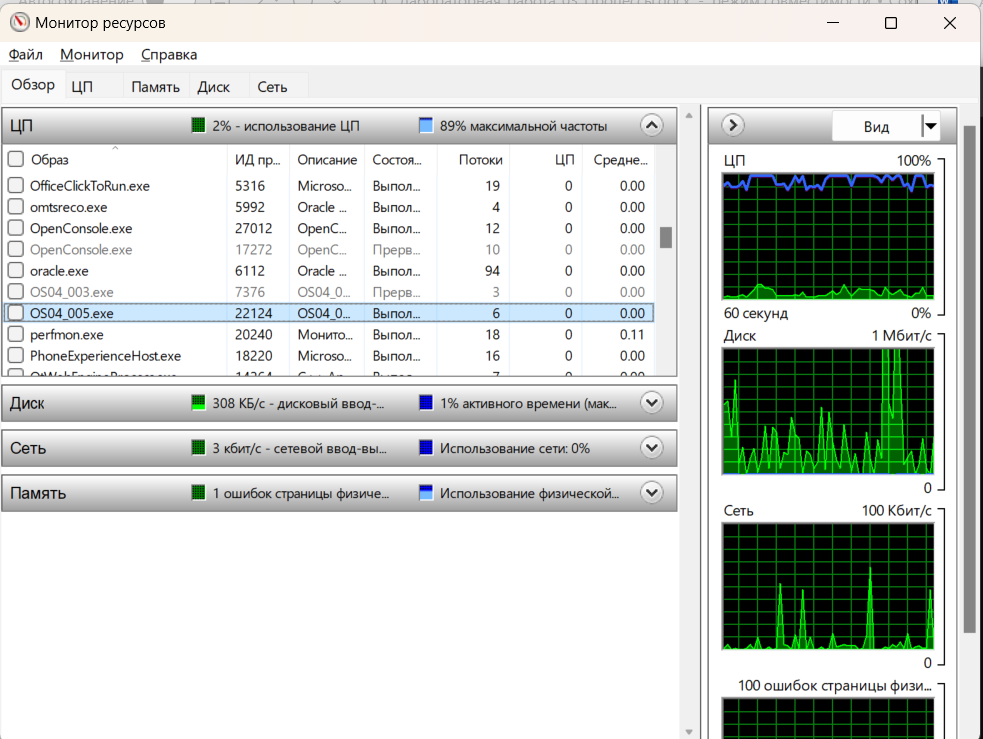 Монитор ресурсов
Файл Монитор Справка
Обзор ЦП Память Диск Сеть
ЦП 2% - использование ЦП 89% максимальной частоты
Образ ИД пр... Описание Состоя... Потоки ЦП Средне...
OfficeClickToRun.exe 5316 Microso... Выпол... 19 0 0.00
omtsreco.exe 5992 Oracle ... Выпол... 4 0 0.00
OpenConsole.exe 27012 OpenC... Выпол... 12 0 0.00
OpenConsole.exe 17272 OpenC... Прерв... 10 0 0.00
oracle.exe 6112 Oracle ... Выпол... 94 0 0.00
OS04_003.exe 7376 OS04_0... Прерв... 3 0 0.00
OS04_005.exe 22124 OS04_0... Выпол... 6 0 0.00
perfmon.exe 20240 Монито... Выпол... 18 0 0.11
PhoneExperienceHost.exe 18220 Microso... Выпол... 16 0 0.00
Диск 308 КБ/с - дисковый ввод-... 1% активного времени (мак...
Сеть 3 кбит/с - сетевой ввод-вы... Использование сети: 0%
Память 1 ошибок страницы физиче... Использование физической...
Вид
ЦП 100%
60 секунд 0%
Диск 1 Мбит/с
0
Сеть 100 Кбит/с
0
100 ошибок страницы физи...